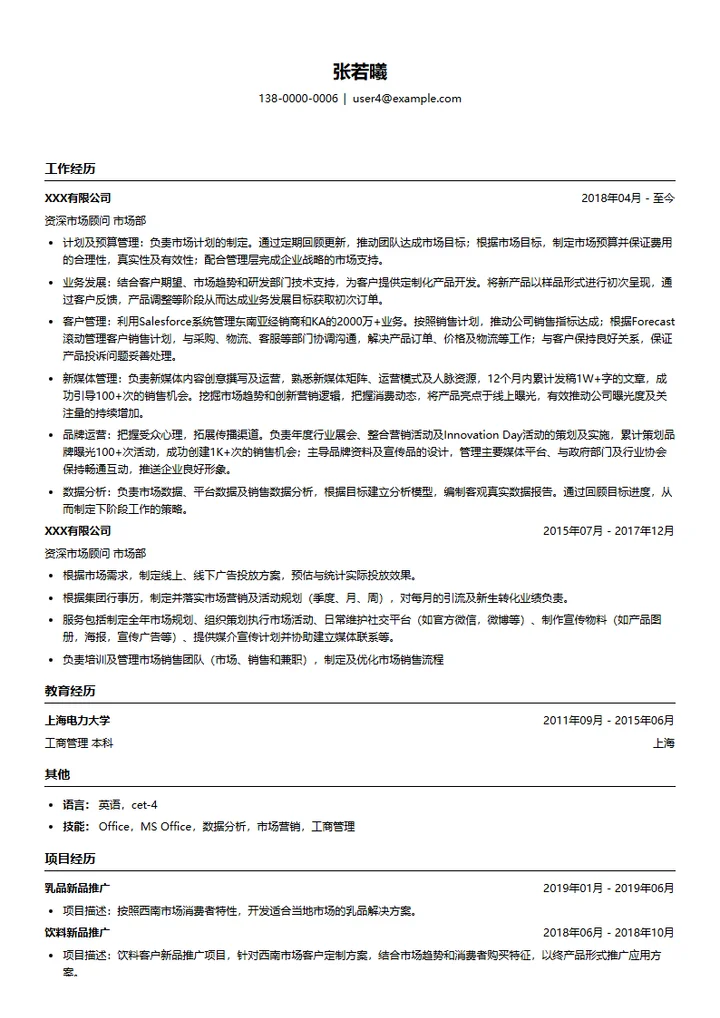 张若曦
138-0000-0006 | user4@example.com
工作经历
XXX有限公司 2018年04月 - 至今
资深市场顾问 市场部
• 计划及预算管理：负责市场计划的制定。通过定期回顾更新，推动团队达成市场目标；根据市场目标，制定市场预算并保证费用
的合理性，真实性及有效性；配合管理层完成企业战略的市场支持。
• 业务发展：结合客户期望、市场趋势和研发部门技术支持，为客户提供定制化产品开发。将新产品以样品形式进行初次呈现，通
过客户反馈，产品调整等阶段从而达成业务发展目标获取初次订单。
• 客户管理：利用Salesforce系统管理东南亚经销商和KA的2000万+业务。按照销售计划，推动公司销售指标达成；根据Forecast
滚动管理客户销售计划，与采购、物流、客服等部门协调沟通，解决产品订单、价格及物流等工作；与客户保持良好关系，保证
产品投诉问题妥善处理。
• 新媒体管理：负责新媒体内容创意撰写及运营，熟悉新媒体矩阵、运营模式及人脉资源，12个月内累计发稿1W+字的文章，成
功引导100+次的销售机会。挖掘市场趋势和创新营销逻辑，把握消费动态，将产品亮点于线上曝光，有效推动公司曝光度及关
注量的持续增加。
• 品牌运营：把握受众心理，拓展传播渠道。负责年度行业展会、整合营销活动及Innovation Day活动的策划及实施，累计策划品
牌曝光100+次活动，成功创建1K+次的销售机会；主导品牌资料及宣传品的设计，管理主要媒体平台、与政府部门及行业协会
保持畅通互动，推送企业良好形象。
• 数据分析：负责市场数据、平台数据及销售数据分析，根据目标建立分析模型，编制客观真实数据报告。通过回顾目标进度，从
而制定下阶段工作的策略。
XXX有限公司 2015年07月 - 2017年12月
资深市场顾问 市场部
• 根据市场需求，制定线上、线下广告投放方案，预估与统计实际投放效果。
• 根据集团行事历，制定并落实市场营销及活动规划（季度、月、周），对每月的引流及新生转化业绩负责。
• 服务包括制定全年市场规划、组织策划执行市场活动、日常维护社交平台（如官方微信，微博等）、制作宣传物料（如产品图
册，海报，宣传广告等）、提供媒介宣传计划并协助建立媒体联系等。
• 负责培训及管理市场销售团队（市场、销售和兼职），制定及优化市场销售流程
教育经历
上海电力大学 2011年09月 - 2015年06月
工商管理 本科 上海
其他
• 语言： 英语，cet-4
• 技能： Office，MS Office，数据分析，市场营销，工商管理
项目经历
乳品新品推广 2019年01月 - 2019年06月
• 项目描述：按照西南市场消费者特性，开发适合当地市场的乳品解决方案。
饮料新品推广 2018年06月 - 2018年10月
• 项目描述：饮料客户新品推广项目，针对西南市场客户定制方案，结合市场趋势和消费者购买特征，以终产品形式推广应用方
案。